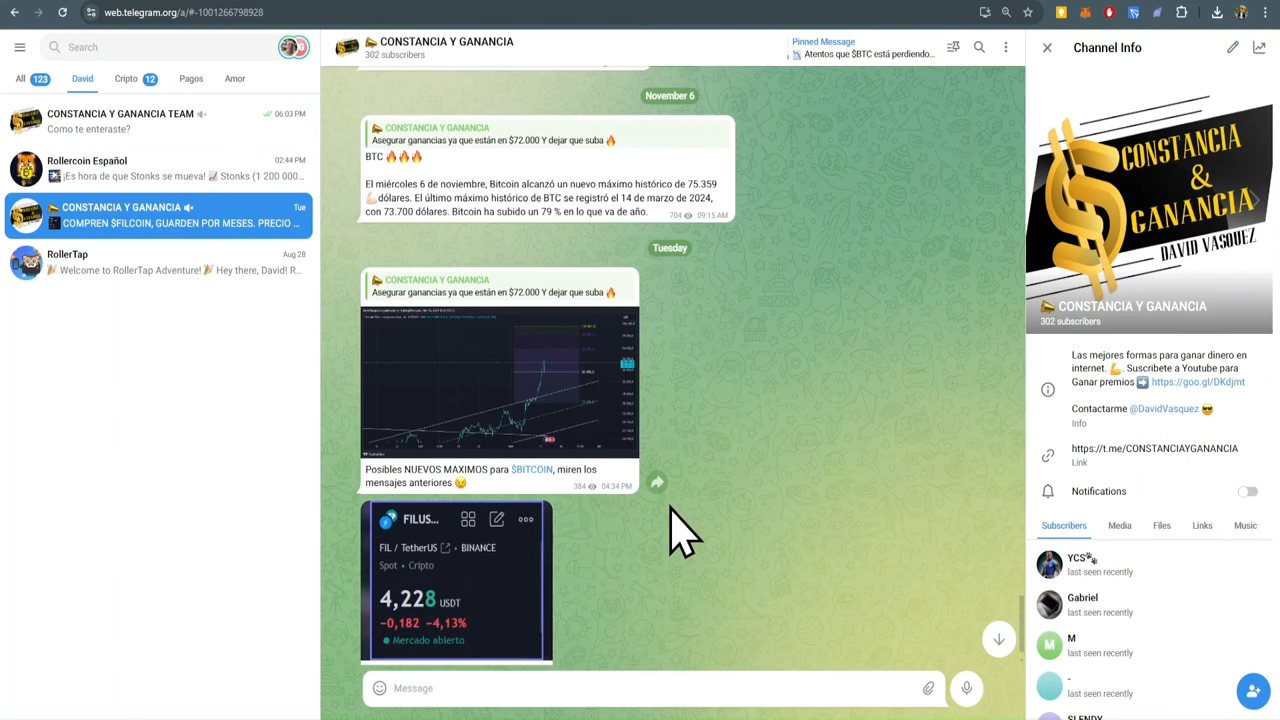 web.telegram.org/a/#-1001266798928
Search
All 123
David
Cripto 12
Pagos
Amor
CONSTANCIA Y GANANCIA TEAM
06:03 PM
Como te enteraste?
Rollercoin Español
02:44 PM
¡Es hora de que Stonks se mueva! 📈 Stonks (1 200 000...
📣 CONSTANCIA Y GANANCIA
Tue
COMPREN $FILCOIN, GUARDEN POR MESES. PRECIO ...
RollerTap
Aug 28
🎉 Welcome to RollerTap Adventure! 🎉 Hey there, David! R...
📣 CONSTANCIA Y GANANCIA
302 subscribers
Pinned Message
Atentos que $BTC está perdiendo...
November 6
📣 CONSTANCIA Y GANANCIA
Asegurar ganancias ya que están en $72.000 Y dejar que suba 🔥
BTC 🔥🔥🔥
El miércoles 6 de noviembre, Bitcoin alcanzó un nuevo máximo histórico de 75.359
💪🏻dólares. El último máximo histórico de BTC se registró el 14 de marzo de 2024,
con 73.700 dólares. Bitcoin ha subido un 79 % en lo que va de año.
704 09:15 AM
Tuesday
📣 CONSTANCIA Y GANANCIA
Asegurar ganancias ya que están en $72.000 Y dejar que suba 🔥
Posibles NUEVOS MAXIMOS para $BITCOIN, miren los
mensajes anteriores 😏
384 04:34 PM
FILUS...
FIL / TetherUS • BINANCE
Spot • Cripto
4,228 USDT
-0,182 -4,13%
Mercado abierto
Message
Channel Info
CONSTANCIA
&
GANANCIA
DAVID VASQUEZ
📣 CONSTANCIA Y GANANCIA
302 subscribers
Las mejores formas para ganar dinero en
internet. 💪. Suscribete a Youtube para
Ganar premios ➡️ https://goo.gl/DKdjmt
Contactarme @DavidVasquez 😎
Info
https://t.me/CONSTANCIAYGANANCIA
Link
Notifications
Subscribers
Media
Files
Links
Music
YCS🐾
last seen recently
Gabriel
last seen recently
M
M
last seen recently
-
last seen recently
SLENDY